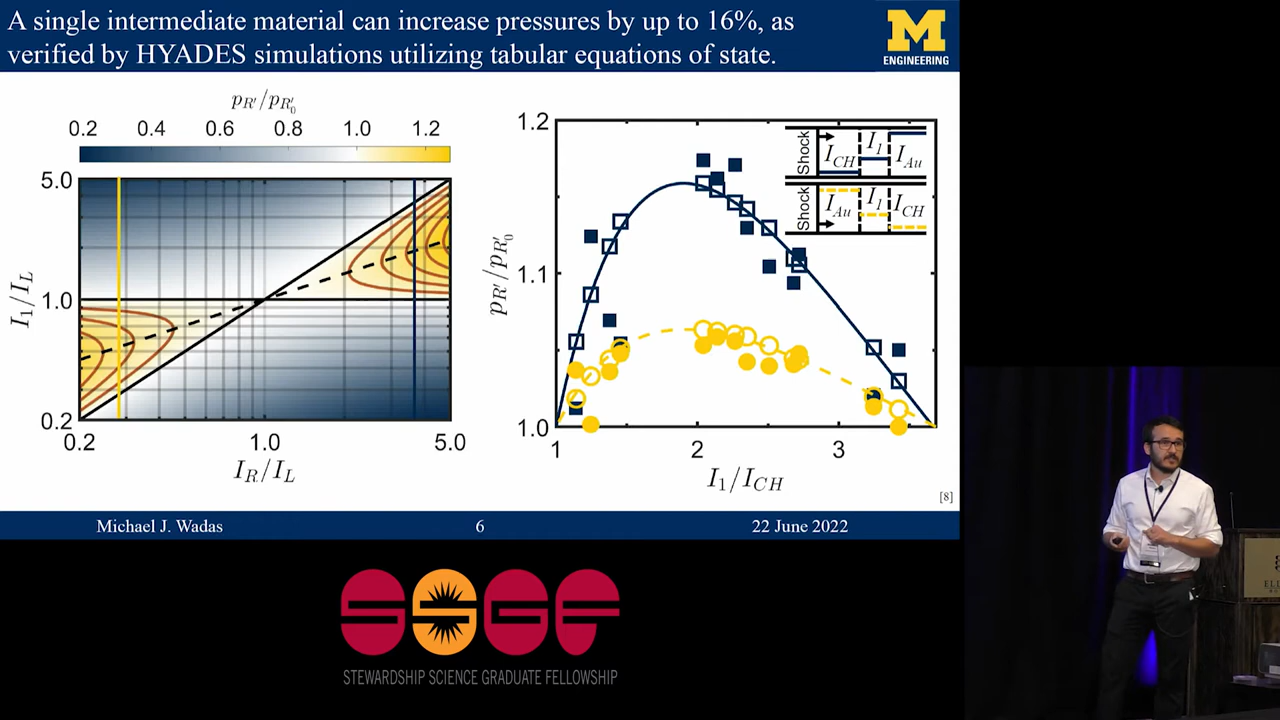 A single intermediate material can increase pressures by up to 16%, as
verified by HYADES simulations utilizing tabular equations of state.
M
ENGINEERING
p_R'/p_R'_0
0.2 0.4 0.6 0.8 1.0 1.2
5.0
1.0
0.2
I_1/I_L
0.2 1.0 5.0
I_R/I_L
1.2
1.1
1.0
p_R'/p_R'_0
1 2 3
I_1/I_CH
Shock I_CH I_1 I_Au
Shock I_Au I_1 I_CH
[8]
Michael J. Wadas 6 22 June 2022
SSGF
STEWARDSHIP SCIENCE GRADUATE FELLOWSHIP